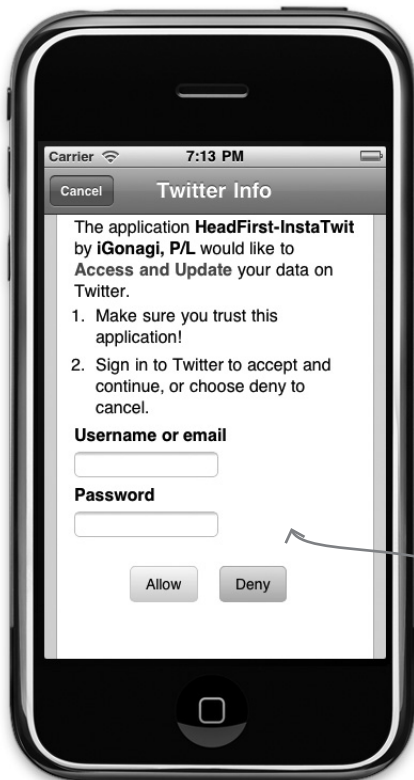 Carrier 7:13 PM
Cancel Twitter Info
The application HeadFirst-InstaTwit
by iGonagi, P/L would like to
Access and Update your data on
Twitter.
1. Make sure you trust this
application!
2. Sign in to Twitter to accept and
continue, or choose deny to
cancel.
Username or email
Password
Allow Deny